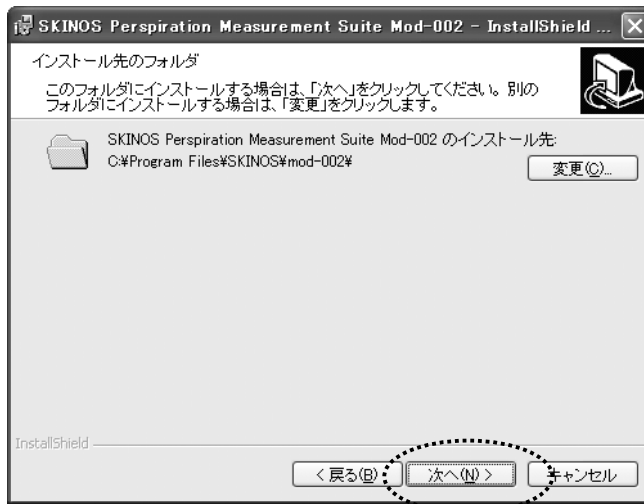 SKINOS Perspiration Measurement Suite Mod-002 - InstallShield ...
インストール先のフォルダ
このフォルダにインストールする場合は、「次へ」をクリックしてください。別の
フォルダにインストールする場合は、「変更」をクリックします。
SKINOS Perspiration Measurement Suite Mod-002 のインストール先:
C:¥Program Files¥SKINOS¥mod-002¥
変更(C)...
InstallShield
< 戻る(B)
次へ(N) >
キャンセル